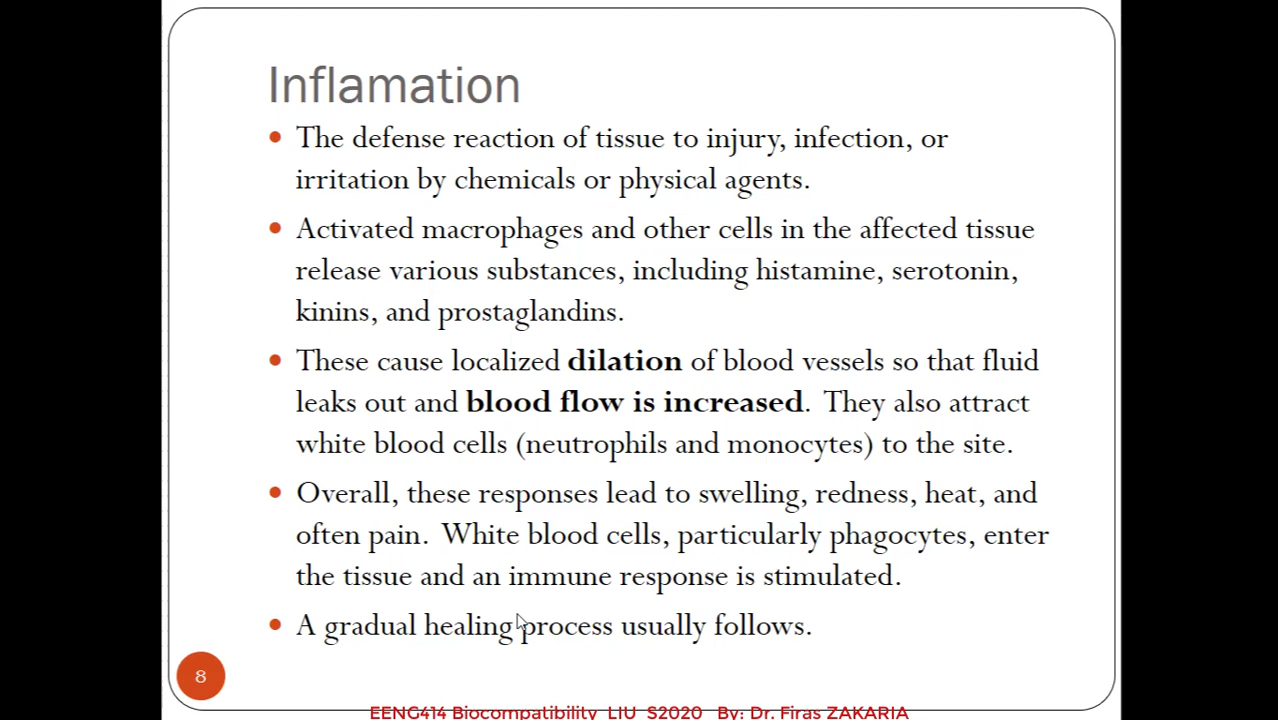 Inflamation
• The defense reaction of tissue to injury, infection, or
irritation by chemicals or physical agents.
• Activated macrophages and other cells in the affected tissue
release various substances, including histamine, serotonin,
kinins, and prostaglandins.
• These cause localized dilation of blood vessels so that fluid
leaks out and blood flow is increased. They also attract
white blood cells (neutrophils and monocytes) to the site.
• Overall, these responses lead to swelling, redness, heat, and
often pain. White blood cells, particularly phagocytes, enter
the tissue and an immune response is stimulated.
• A gradual healing process usually follows.
8
EENG414 Biocompatibility LIU S2020 By: Dr. Firas ZAKARIA